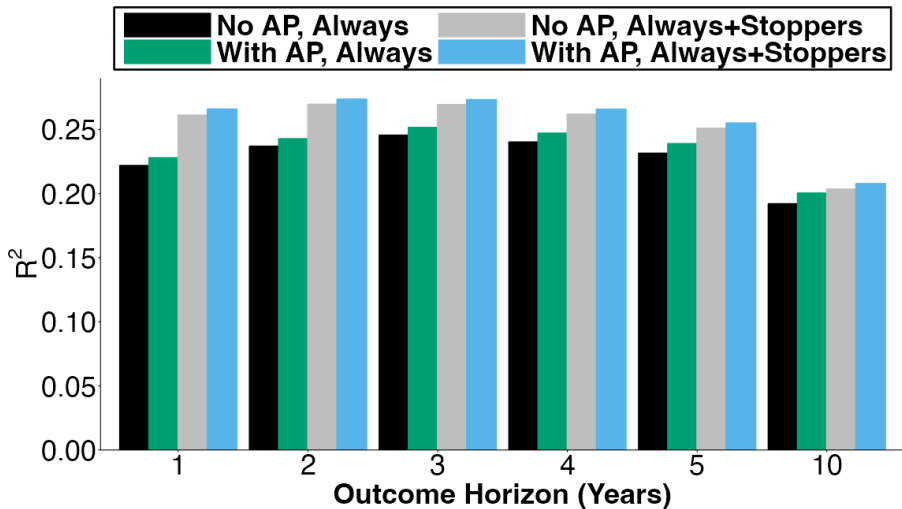 No AP, Always
No AP, Always+Stoppers
With AP, Always
With AP, Always+Stoppers
R²
0.25
0.20
0.15
0.10
0.05
0.00
1 2 3 4 5 10
Outcome Horizon (Years)